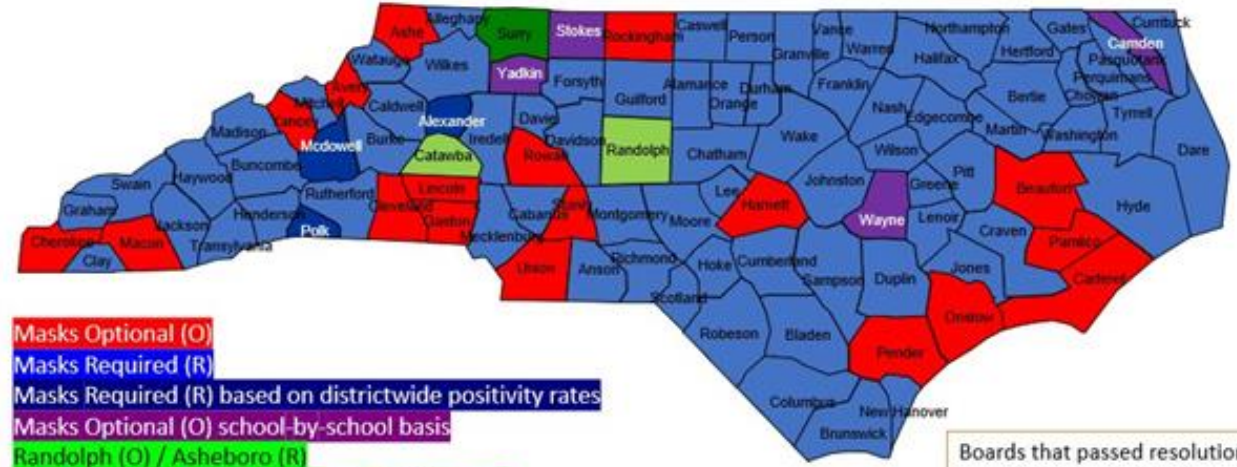 Ashe
Alleghany
Surry
Stokes
Rockingham
Caswell
Person
Vance
Warren
Northampton
Gates
Currituck
Camden
Watauga
Wilkes
Yadkin
Forsyth
Guilford
Alamance
Orange
Durham
Granville
Franklin
Halifax
Hertford
Pasquotank
Perquimans
Chowan
Avery
Mitchell
Yancey
Caldwell
Alexander
Iredell
Davie
Davidson
Randolph
Chatham
Wake
Nash
Edgecombe
Bertie
Martin
Washington
Tyrrell
Dare
Madison
Mcdowell
Burke
Catawba
Rowan
Wilson
Buncombe
Haywood
Swain
Rutherford
Lincoln
Cleveland
Gaston
Cabarrus
Stanly
Montgomery
Moore
Lee
Harnett
Johnston
Wayne
Greene
Pitt
Beaufort
Hyde
Graham
Jackson
Henderson
Polk
Mecklenburg
Lenoir
Craven
Pamlico
Cherokee
Macon
Clay
Transylvania
Union
Anson
Richmond
Scotland
Hoke
Cumberland
Sampson
Duplin
Jones
Carteret
Onslow
Robeson
Bladen
Pender
Columbus
New Hanover
Brunswick
Masks Optional (O)
Masks Required (R)
Masks Required (R) based on districtwide positivity rates
Masks Optional (O) school-by-school basis
Randolph (O) / Asheboro (R)
Boards that passed resolution